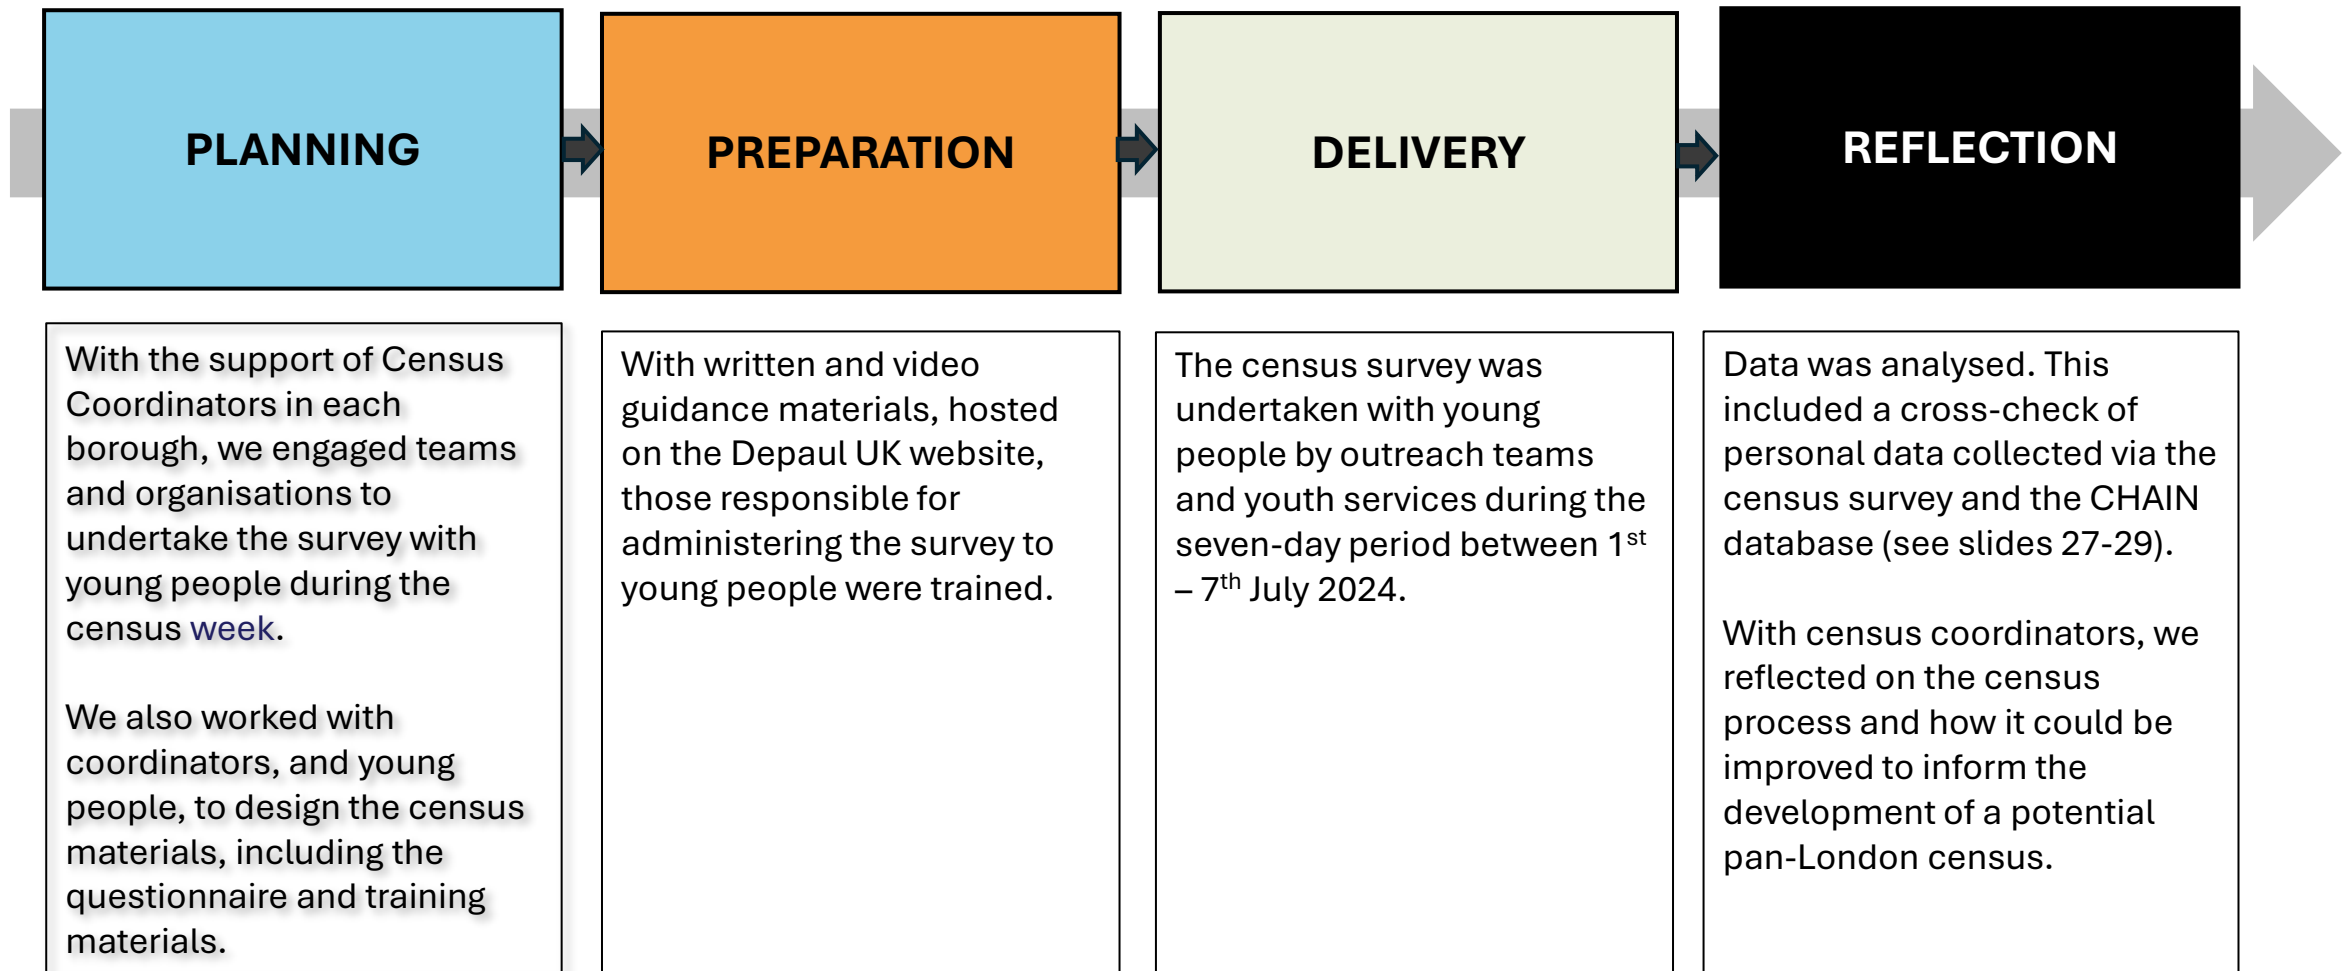 PLANNING
PREPARATION
DELIVERY
REFLECTION
With the support of Census
Coordinators in each
borough, we engaged teams
and organisations to
undertake the survey with
young people during the
census week.
We also worked with
coordinators, and young
people, to design the census
materials, including the
questionnaire and training
materials.
With written and video
guidance materials, hosted
on the Depaul UK website,
those responsible for
administering the survey to
young people were trained.
The census survey was
undertaken with young
people by outreach teams
and youth services during the
seven-day period between 1st
– 7th July 2024.
Data was analysed. This
included a cross-check of
personal data collected via the
census survey and the CHAIN
database (see slides 27-29).
With census coordinators, we
reflected on the census
process and how it could be
improved to inform the
development of a potential
pan-London census.